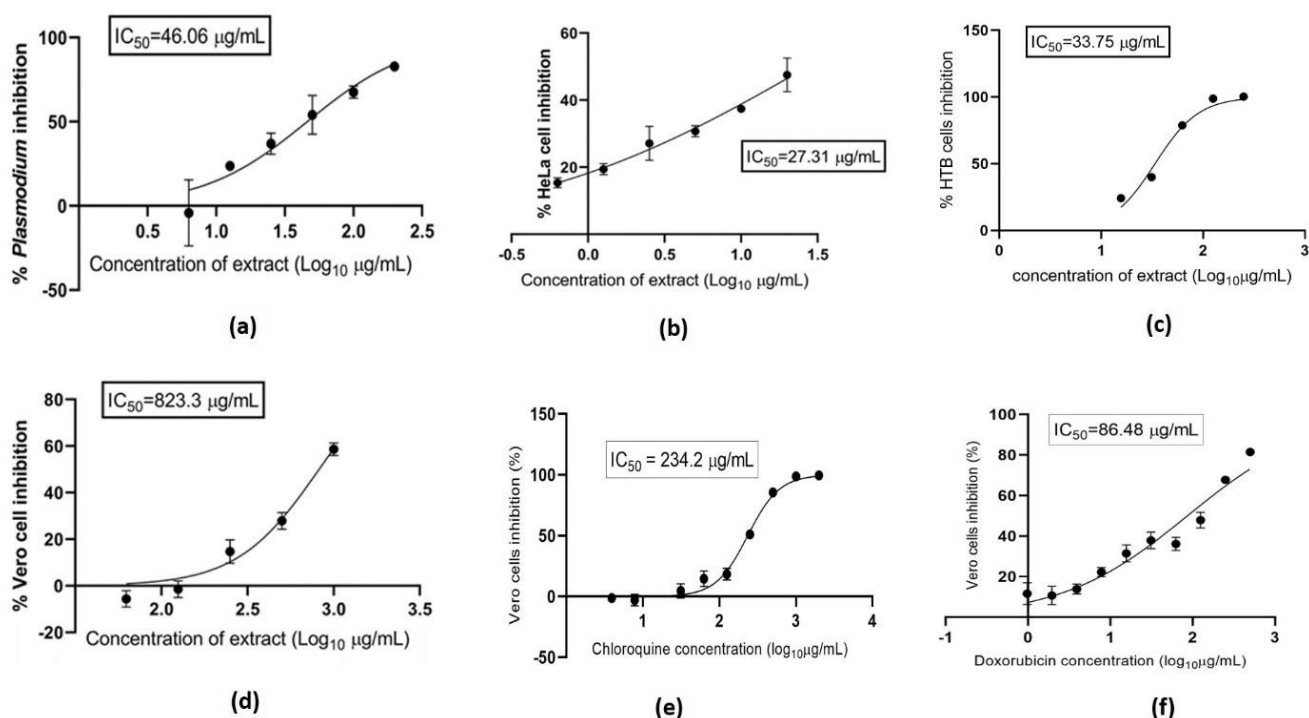 IC50=46.06 µg/mL
% Plasmodium inhibition
100
50
0
-50
0.5 1.0 1.5 2.0 2.5
Concentration of extract (Log10 µg/mL)
(a)
IC50=27.31 µg/mL
% HeLa cell inhibition
60
40
20
-0.5 0.0 0.5 1.0 1.5
Concentration of extract (Log10 µg/mL)
(b)
IC50=33.75 µg/mL
% HTB cells inhibition
150
100
50
0
0 1 2 3
concentration of extract (Log10µg/mL)
(c)
IC50=823.3 µg/mL
% Vero cell inhibition
80
60
40
20
0
-20
2.0 2.5 3.0 3.5
Concentration of extract (Log10 µg/mL)
(d)
IC50 = 234.2 µg/mL
Vero cells inhibition (%)
150
100
50
0
-50
1 2 3 4
Chloroquine concentration (log10µg/mL)
(e)
IC50=86.48 µg/mL
Vero cells inhibition (%)
100
80
60
40
20
-1 0 1 2 3
Doxorubicin concentration (log10µg/mL)
(f)